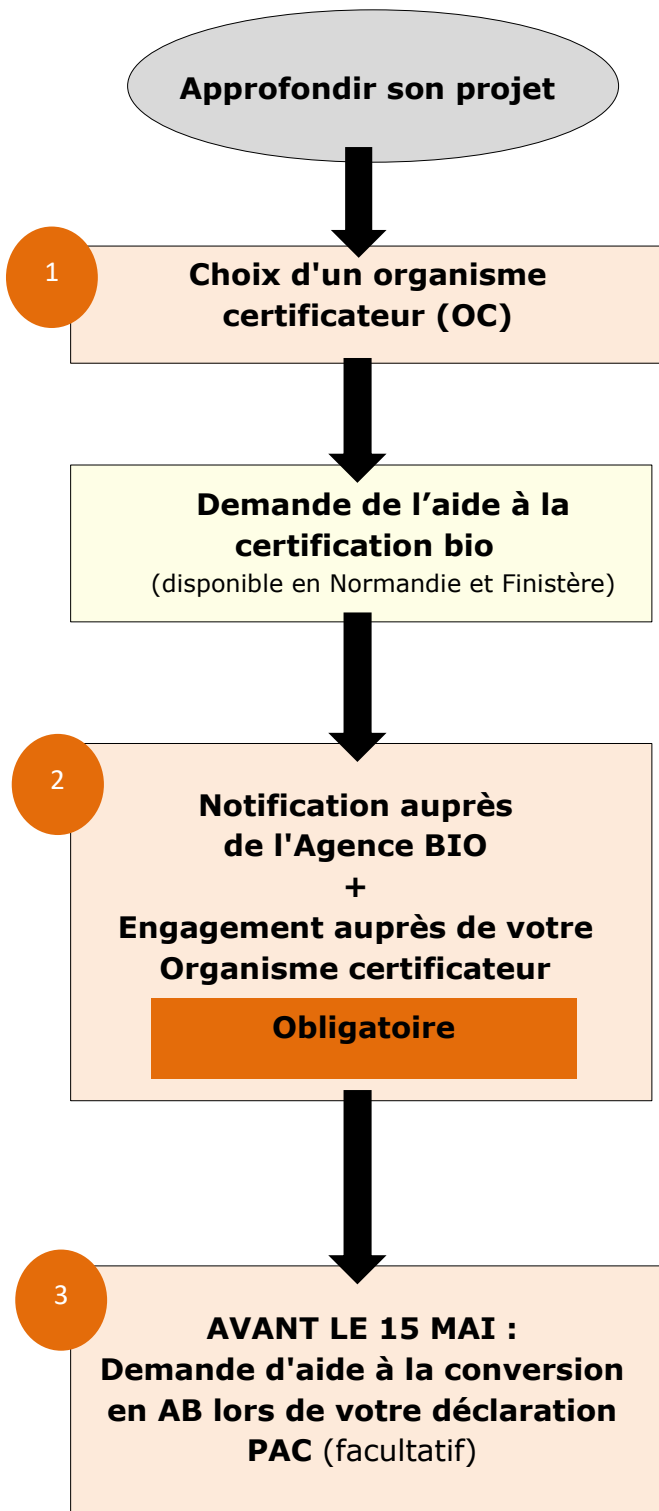 Approfondir son projet
1
Choix d'un organisme
certificateur (OC)
Demande de l’aide à la
certification bio
(disponible en Normandie et Finistère)
2
Notification auprès
de l'Agence BIO
+
Engagement auprès de votre
Organisme certificateur
Obligatoire
3
AVANT LE 15 MAI :
Demande d'aide à la conversion
en AB lors de votre déclaration
PAC (facultatif)